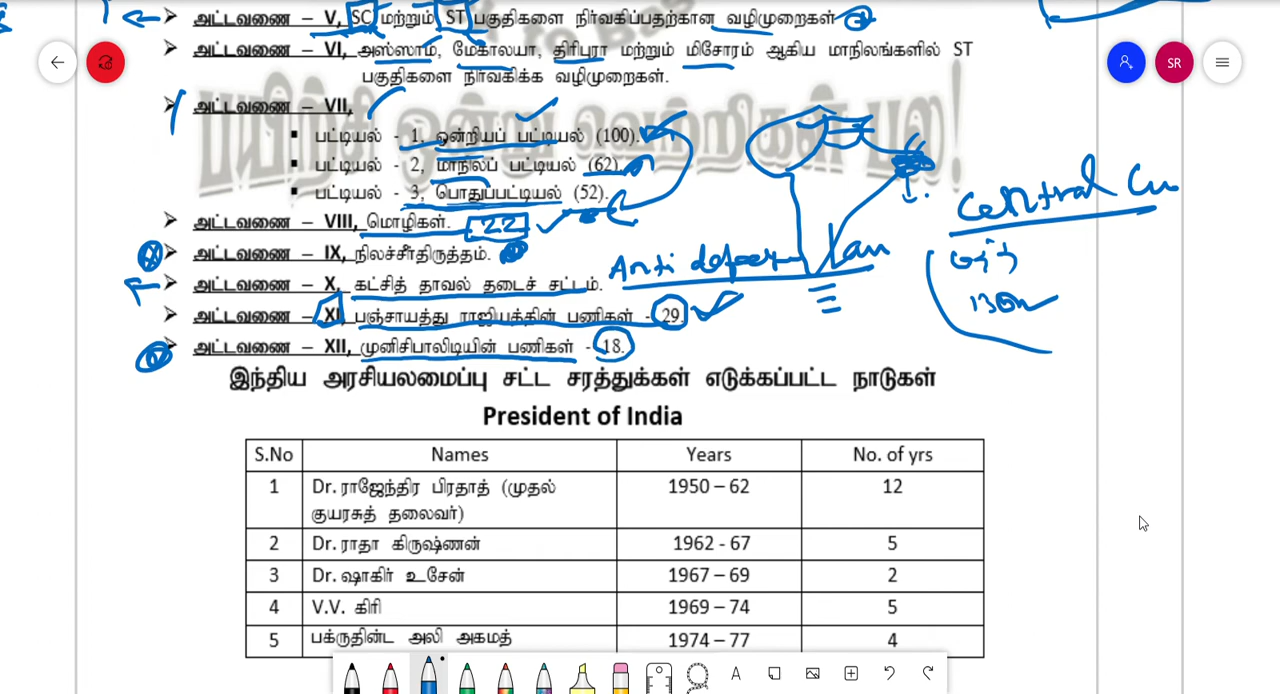 ➢ அட்டவணை – V, SC மற்றும் ST பகுதிகளை நிர்வகிப்பதற்கான வழிமுறைகள்
➢ அட்டவணை – VI, அஸ்ஸாம், மேகாலயா, திரிபுரா மற்றும் மிசோரம் ஆகிய மாநிலங்களில் ST
பகுதிகளை நிர்வகிக்க வழிமுறைகள்.
➢ அட்டவணை – VII,
▪ பட்டியல் - 1, ஒன்றியப் பட்டியல் (100).
▪ பட்டியல் - 2, மாநிலப் பட்டியல் (62).
▪ பட்டியல் - 3, பொதுப்பட்டியல் (52).
➢ அட்டவணை – VIII, மொழிகள். 22
➢ அட்டவணை – IX, நிலச்சீர்திருத்தம்.
➢ அட்டவணை – X, கட்சித் தாவல் தடைச் சட்டம்.
➢ அட்டவணை – XI, பஞ்சாயத்து ராஜியத்தின் பணிகள் - 29.
➢ அட்டவணை – XII, முனிசிபாலிடியின் பணிகள் - 18.
Central
law
பயிற்சி ஒன்று வெற்றிகள் பல!
SR
இந்திய அரசியலமைப்பு சட்ட சரத்துக்கள் எடுக்கப்பட்ட நாடுகள்
President of India
S.No Names Years No. of yrs
1 Dr. ராஜேந்திர பிரதாத் (முதல் 1950 – 62 12
குயரசுத் தலைவர்)
2 Dr. ராதா கிருஷ்ணன் 1962 - 67 5
3 Dr. ஷாகிர் உசேன் 1967 – 69 2
4 V.V. கிரி 1969 – 74 5
5 பக்ருதின்ட அலி அகமத் 1974 – 77 4
A